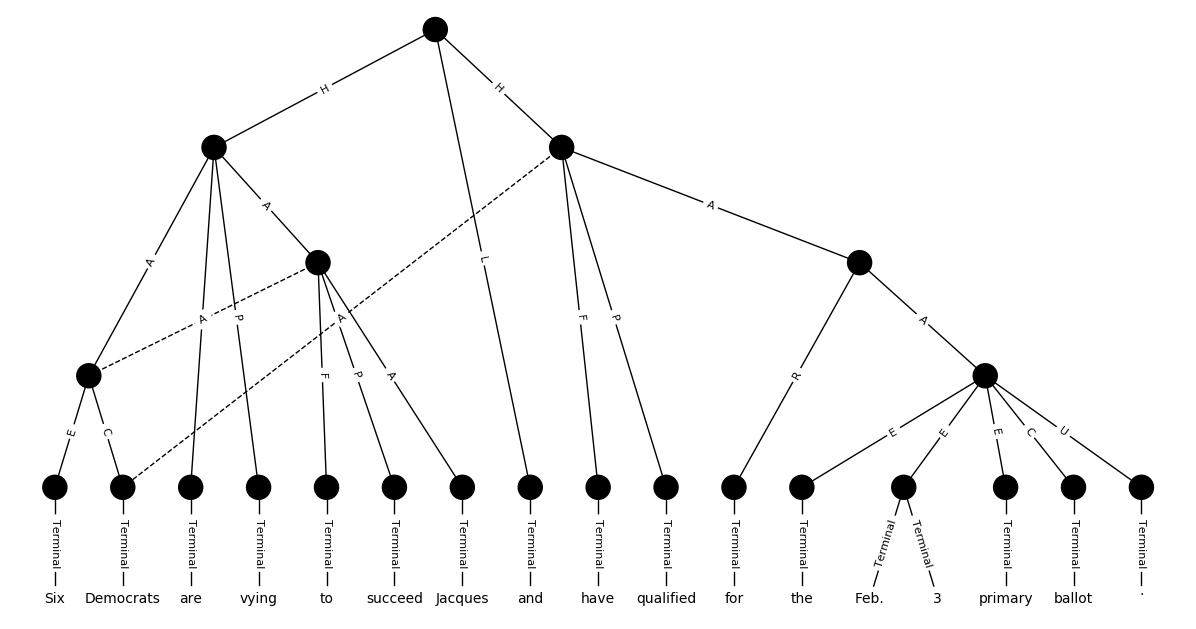 H H
A L
A A F P A
A P A
F P A R E E E C U
E C
Terminal Terminal Terminal Terminal Terminal Terminal Terminal Terminal Terminal Terminal Terminal Terminal Terminal Terminal Terminal Terminal Terminal
Six Democrats are vying to succeed Jacques and have qualified for the Feb. 3 primary ballot .